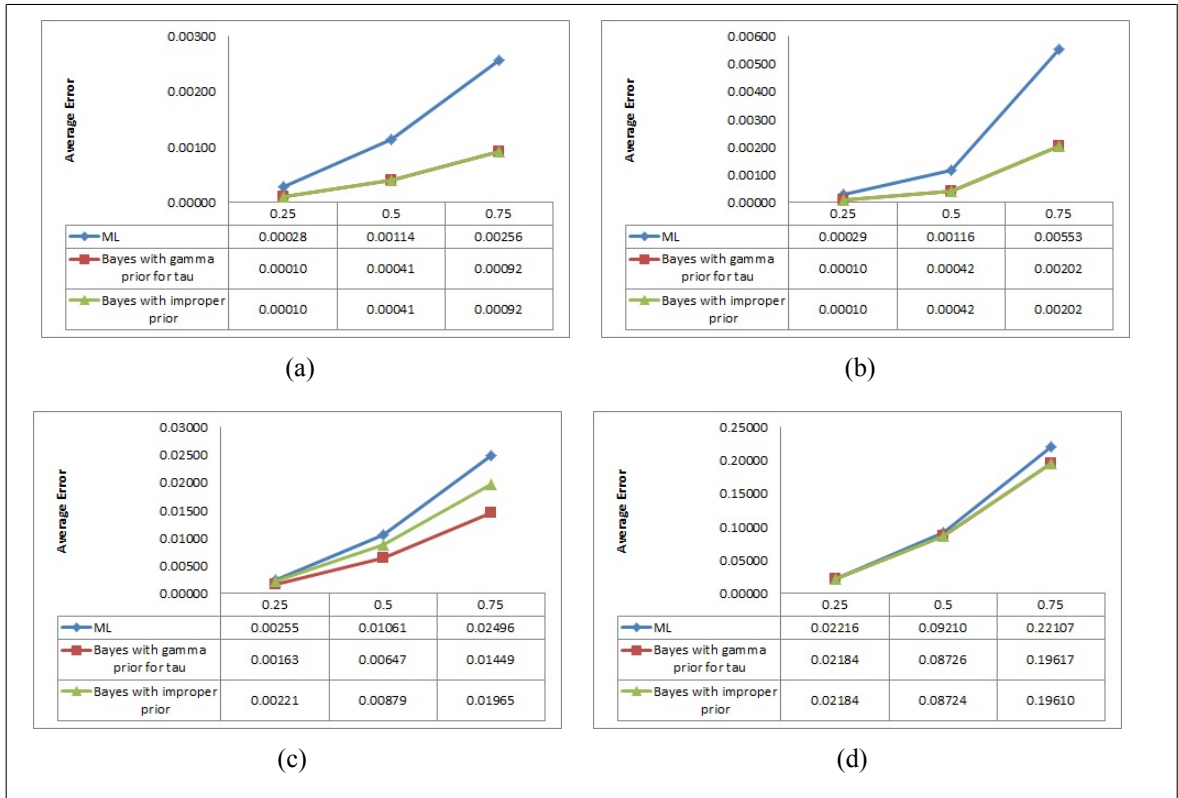 Average Error
0.00300
0.00200
0.00100
0.00000
0.25 0.5 0.75
ML 0.00028 0.00114 0.00256
Bayes with gamma
prior for tau 0.00010 0.00041 0.00092
Bayes with improper
prior 0.00010 0.00041 0.00092
(a)
Average Error
0.00600
0.00500
0.00400
0.00300
0.00200
0.00100
0.00000
0.25 0.5 0.75
ML 0.00029 0.00116 0.00553
Bayes with gamma
prior for tau 0.00010 0.00042 0.00202
Bayes with improper
prior 0.00010 0.00042 0.00202
(b)
Average Error
0.03000
0.02500
0.02000
0.01500
0.01000
0.00500
0.00000
0.25 0.5 0.75
ML 0.00255 0.01061 0.02496
Bayes with gamma
prior for tau 0.00163 0.00647 0.01449
Bayes with improper
prior 0.00221 0.00879 0.01965
(c)
Average Error
0.25000
0.20000
0.15000
0.10000
0.05000
0.00000
0.25 0.5 0.75
ML 0.02216 0.09210 0.22107
Bayes with gamma
prior for tau 0.02184 0.08726 0.19617
Bayes with improper
prior 0.02184 0.08724 0.19610
(d)